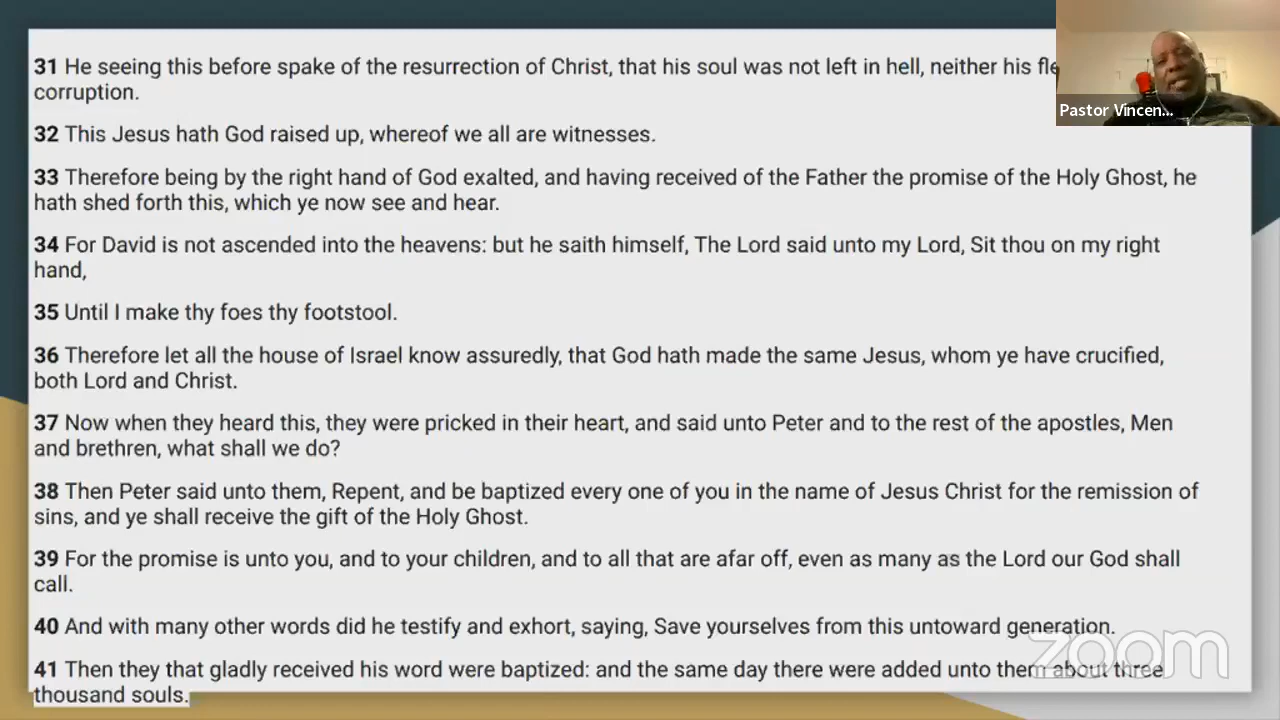 31 He seeing this before spake of the resurrection of Christ, that his soul was not left in hell, neither his
corruption.
32 This Jesus hath God raised up, whereof we all are witnesses.
33 Therefore being by the right hand of God exalted, and having received of the Father the promise of the Holy Ghost, he
hath shed forth this, which ye now see and hear.
34 For David is not ascended into the heavens: but he saith himself, The Lord said unto my Lord, Sit thou on my right
hand,
35 Until I make thy foes thy footstool.
36 Therefore let all the house of Israel know assuredly, that God hath made the same Jesus, whom ye have crucified,
both Lord and Christ.
37 Now when they heard this, they were pricked in their heart, and said unto Peter and to the rest of the apostles, Men
and brethren, what shall we do?
38 Then Peter said unto them, Repent, and be baptized every one of you in the name of Jesus Christ for the remission of
sins, and ye shall receive the gift of the Holy Ghost.
39 For the promise is unto you, and to your children, and to all that are afar off, even as many as the Lord our God shall
call.
40 And with many other words did he testify and exhort, saying, Save yourselves from this untoward generation.
41 Then they that gladly received his word were baptized: and the same day there were added unto them about three
thousand souls.
Pastor Vincen...
zoom